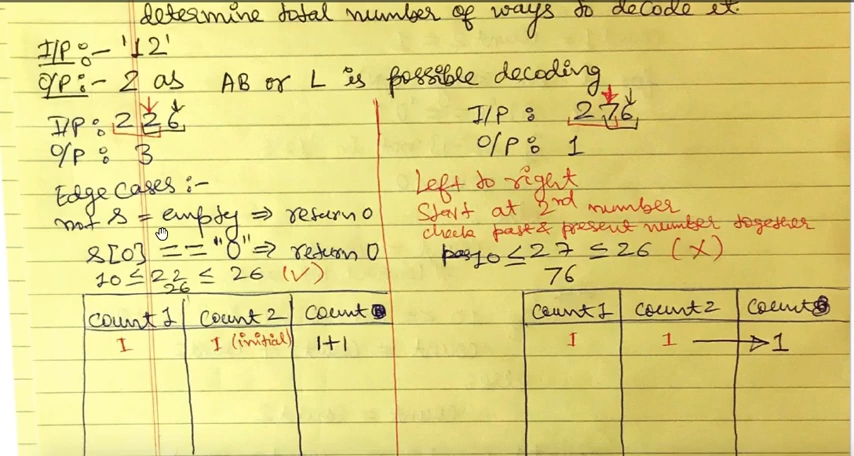 determine total number of ways to decode it.
I/P:- '12'
O/P:- 2 as AB or L is possible decoding
I/P: 226
O/P: 3
Edge Cases :-
not s = empty => return 0
s[0] == "0" => return 0
10 ≤ 22 ≤ 26 (√)
26
count 1 count 2 count
1 1 (initial) 1+1
I/P: 276
O/P: 1
Left to right
Start at 2nd number
check past & present number together
10 ≤ 27 ≤ 26 (X)
76
count 1 count 2 count
1 1 → 1